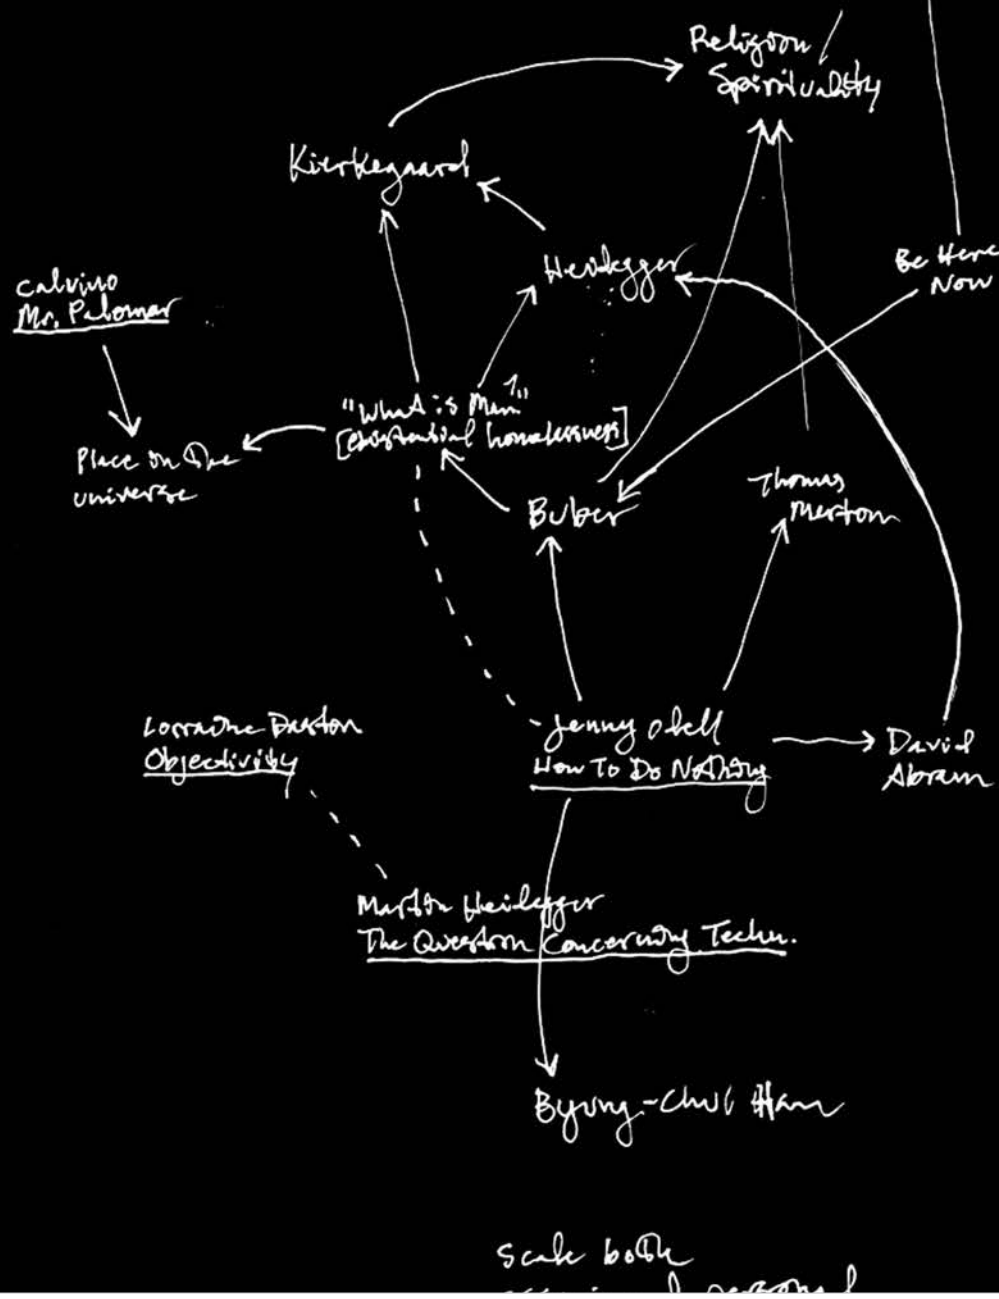 Religion /
Spirituality
Kierkegaard
Heidegger
Be Here
Now
Calvino
Mr. Palomar
"What is Man?"
[existential homelessness]
Place in the
universe
Buber
Thomas
Merton
Lorraine Daston
Objectivity
Jenny Odell
How To Do Nothing
David
Abram
Martin Heidegger
The Question Concerning Techn.
Byung-Chul Han
Scale both